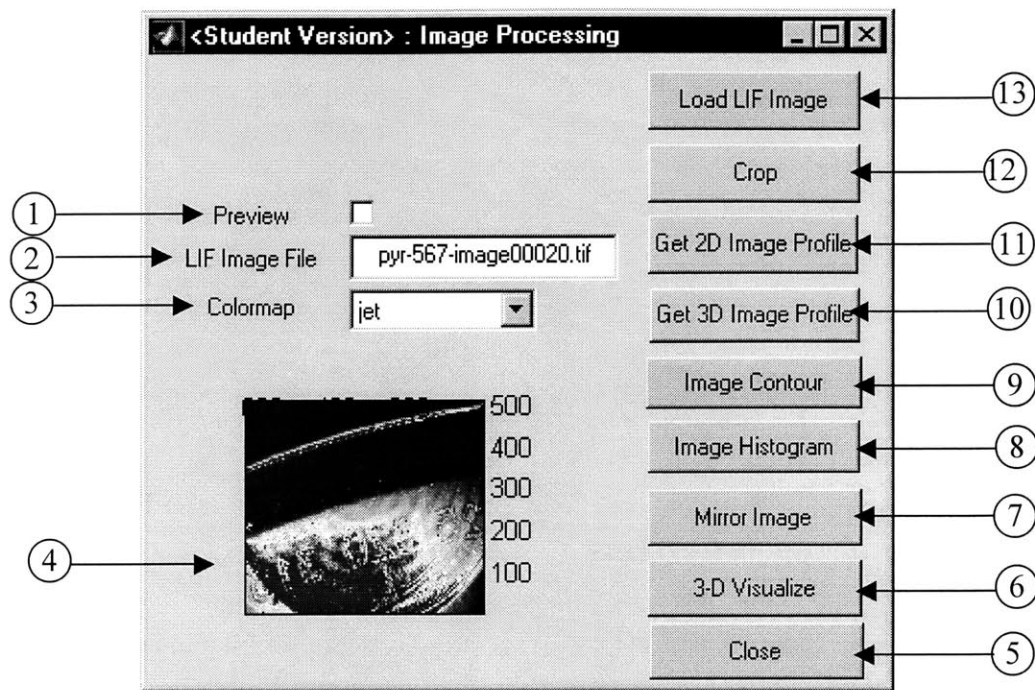 <Student Version> : Image Processing
Load LIF Image
13
Crop
12
1
Preview
Get 2D Image Profile
11
2
LIF Image File
pyr-567-image00020.tif
3
Colormap
jet
Get 3D Image Profile
10
Image Contour
9
500
400
300
200
100
Image Histogram
8
Mirror Image
7
4
3-D Visualize
6
Close
5